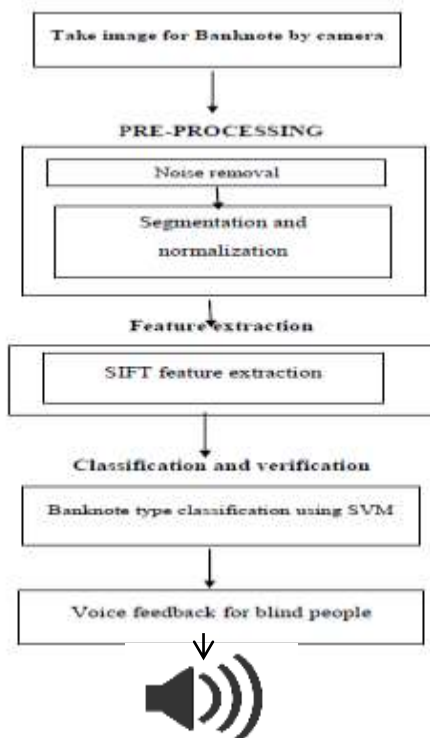 Take image for Banknote by camera
PRE-PROCESSING
Noise removal
Segmentation and
normalization
Feature extraction
SIFT feature extraction
Classification and verification
Banknote type classification using SVM
Voice feedback for blind people